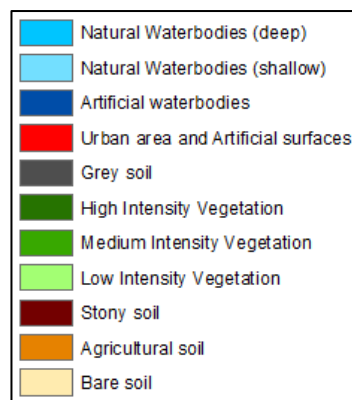 Natural Waterbodies (deep)
Natural Waterbodies (shallow)
Artificial waterbodies
Urban area and Artificial surfaces
Grey soil
High Intensity Vegetation
Medium Intensity Vegetation
Low Intensity Vegetation
Stony soil
Agricultural soil
Bare soil